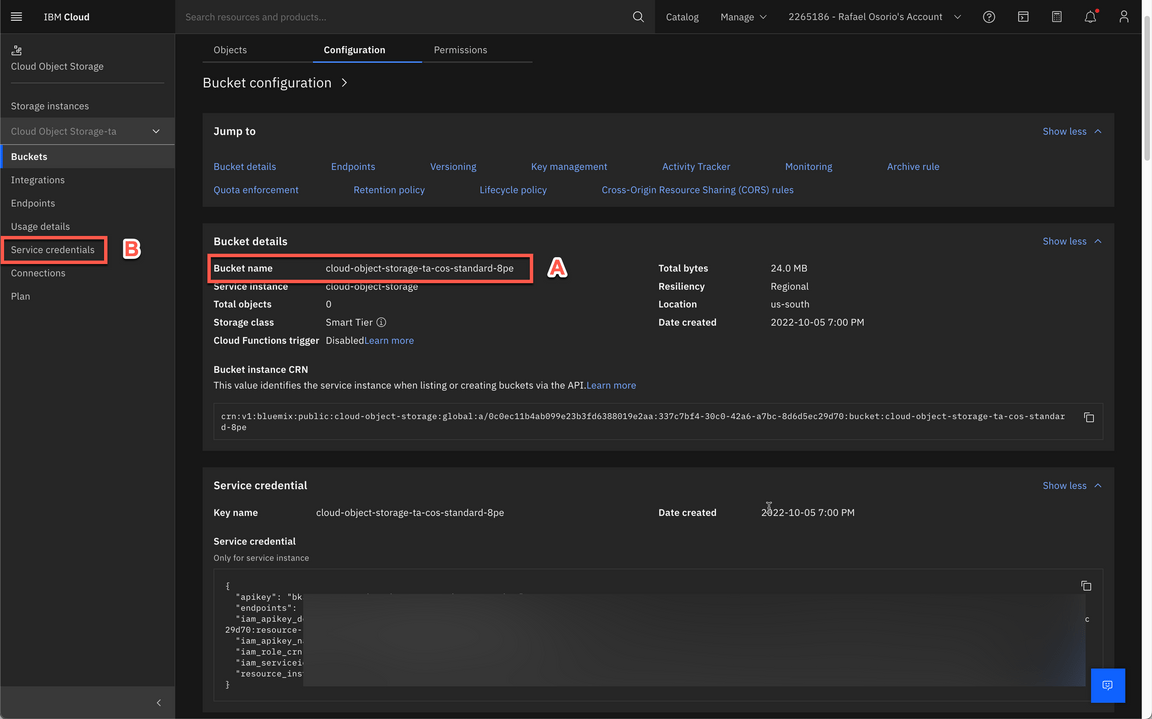 IBM Cloud
Search resources and products...
Catalog
Manage
2265186 - Rafael Osorio's Account
Cloud Object Storage
Storage instances
Cloud Object Storage-ta
Buckets
Integrations
Endpoints
Usage details
Service credentials
B
Connections
Plan
Objects
Configuration
Permissions
Bucket configuration
Jump to
Show less
Bucket details
Endpoints
Versioning
Key management
Activity Tracker
Monitoring
Archive rule
Quota enforcement
Retention policy
Lifecycle policy
Cross-Origin Resource Sharing (CORS) rules
Bucket details
Show less
Bucket name cloud-object-storage-ta-cos-standard-8pe
A
Service instance cloud-object-storage
Total objects 0
Storage class Smart Tier
Cloud Functions trigger DisabledLearn more
Total bytes 24.0 MB
Resiliency Regional
Location us-south
Date created 2022-10-05 7:00 PM
Bucket instance CRN
This value identifies the service instance when listing or creating buckets via the API.Learn more
crn:v1:bluemix:public:cloud-object-storage:global:a/0c0ec11b4ab099e23b3fd6388019e2aa:337c7bf4-30c0-42a6-a7bc-8d6d5ec29d70:bucket:cloud-object-storage-ta-cos-standar
d-8pe
Service credential
Show less
Key name cloud-object-storage-ta-cos-standard-8pe
Date created 2022-10-05 7:00 PM
Service credential
Only for service instance
{
"apikey": "bk
"endpoints":
"iam_apikey_d
29d70:resource-
"iam_apikey_n
"iam_role_crn
"iam_servicei
"resource_ins
}